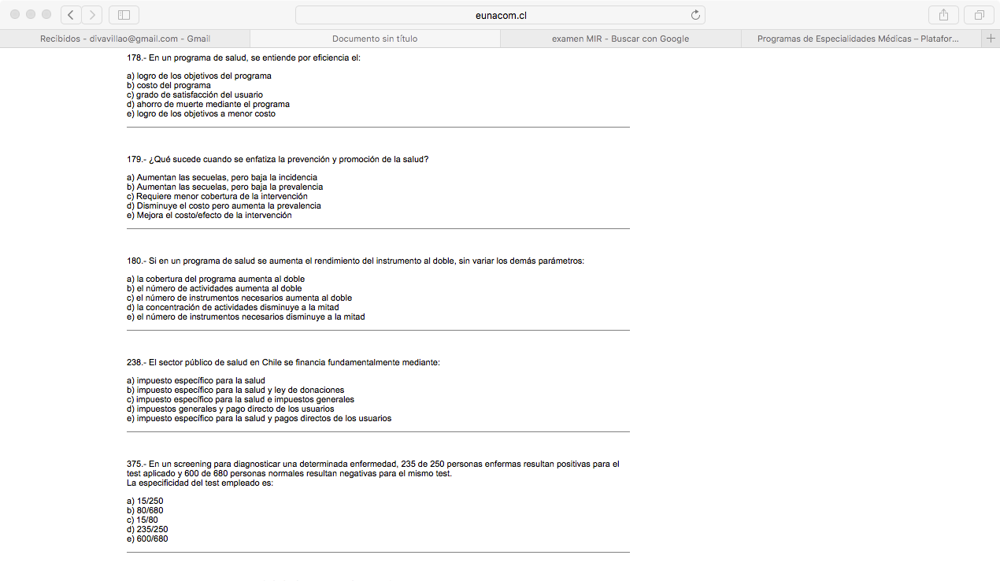 eunacom.cl
Recibidos - divavillao@gmail.com - Gmail
Documento sin título
examen MIR - Buscar con Google
Programas de Especialidades Médicas – Platafor...
178.- En un programa de salud, se entiende por eficiencia el:
a) logro de los objetivos del programa
b) costo del programa
c) grado de satisfacción del usuario
d) ahorro de muerte mediante el programa
e) logro de los objetivos a menor costo
179.- ¿Qué sucede cuando se enfatiza la prevención y promoción de la salud?
a) Aumentan las secuelas, pero baja la incidencia
b) Aumentan las secuelas, pero baja la prevalencia
c) Requiere menor cobertura de la intervención
d) Disminuye el costo pero aumenta la prevalencia
e) Mejora el costo/efecto de la intervención
180.- Si en un programa de salud se aumenta el rendimiento del instrumento al doble, sin variar los demás parámetros:
a) la cobertura del programa aumenta al doble
b) el número de actividades aumenta al doble
c) el número de instrumentos necesarios aumenta al doble
d) la concentración de actividades disminuye a la mitad
e) el número de instrumentos necesarios disminuye a la mitad
238.- El sector público de salud en Chile se financia fundamentalmente mediante:
a) impuesto específico para la salud
b) impuesto específico para la salud y ley de donaciones
c) impuesto específico para la salud e impuestos generales
d) impuestos generales y pago directo de los usuarios
e) impuesto específico para la salud y pagos directos de los usuarios
375.- En un screening para diagnosticar una determinada enfermedad, 235 de 250 personas enfermas resultan positivas para el
test aplicado y 600 de 680 personas normales resultan negativas para el mismo test.
La especificidad del test empleado es:
a) 15/250
b) 80/680
c) 15/80
d) 235/250
e) 600/680